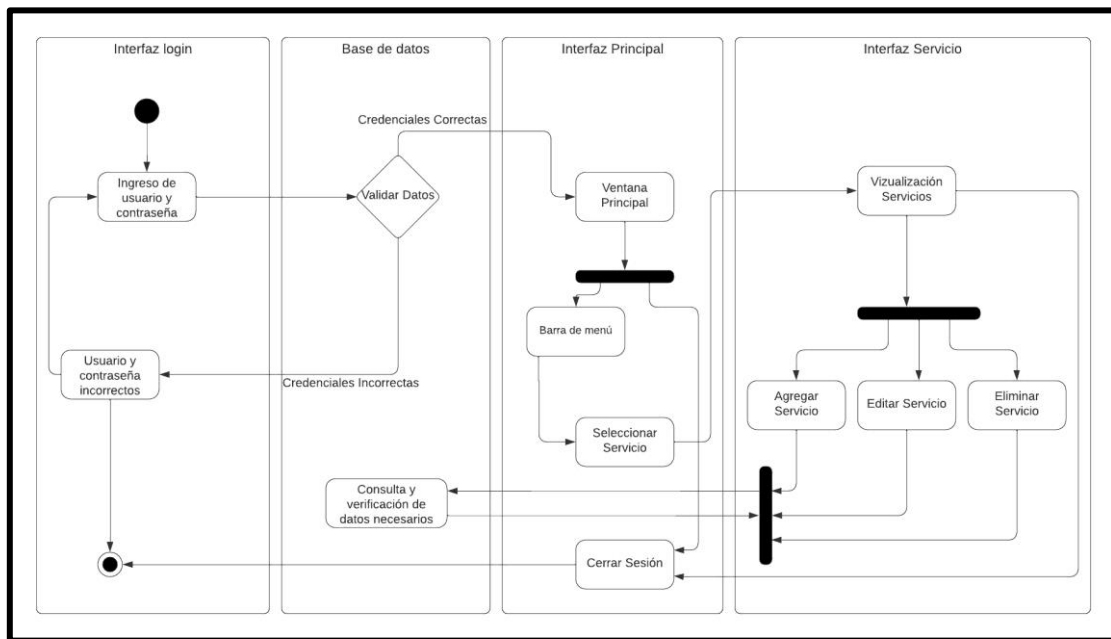 Interfaz login
Base de datos
Interfaz Principal
Interfaz Servicio
Credenciales Correctas
Ingreso de
usuario y
contraseña
Validar Datos
Ventana
Principal
Vizualización
Servicios
Barra de menú
Usuario y
contraseña
incorrectos
Credenciales Incorrectas
Agregar
Servicio
Editar Servicio
Eliminar
Servicio
Seleccionar
Servicio
Consulta y
verificación de
datos necesarios
Cerrar Sesión